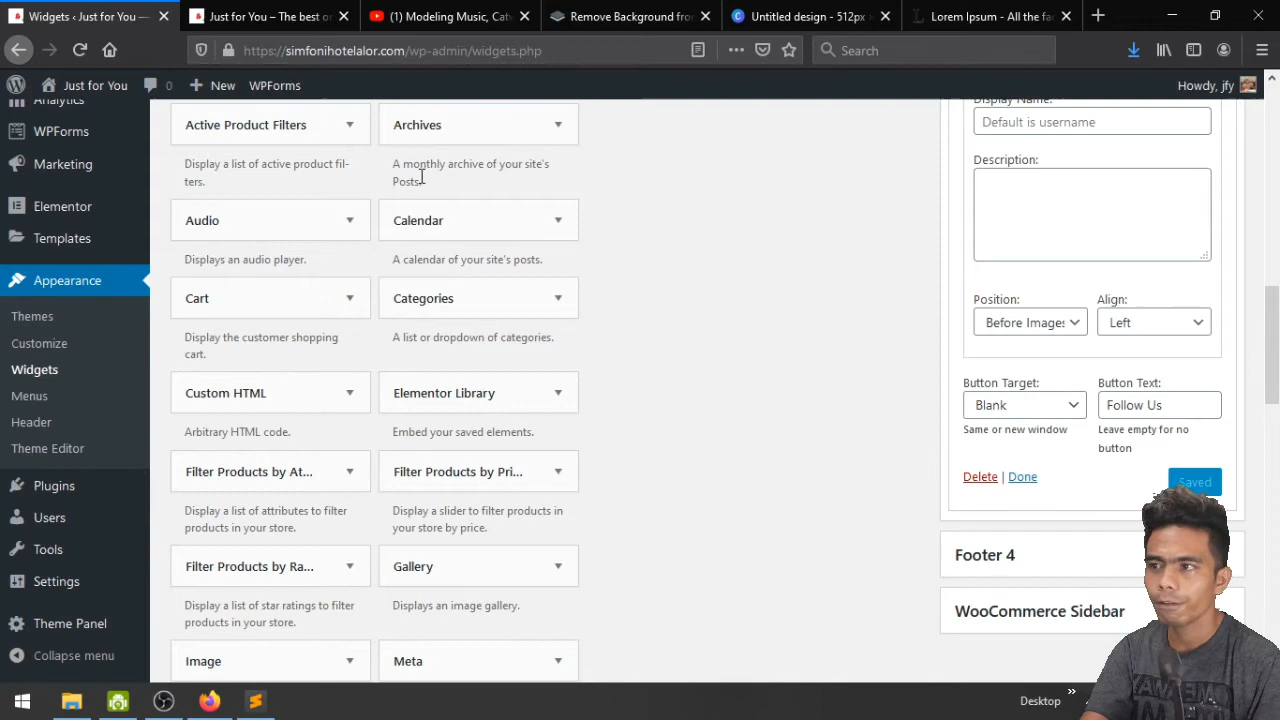 Widgets ‹ Just for You —
Just for You – The best or
(1) Modeling Music, Cat
Remove Background fro
Untitled design - 512px
Lorem Ipsum - All the fa
https://simfonihotelalor.com/wp-admin/widgets.php
Search
Just for You
0
New
WPForms
Howdy, jfy
Analytics
WPForms
Marketing
Elementor
Templates
Appearance
Themes
Customize
Widgets
Menus
Header
Theme Editor
Plugins
Users
Tools
Settings
Theme Panel
Collapse menu
Active Product Filters
Archives
Display a list of active product fil-
ters.
A monthly archive of your site's
Posts.
Audio
Calendar
Displays an audio player.
A calendar of your site's posts.
Cart
Categories
Display the customer shopping
cart.
A list or dropdown of categories.
Custom HTML
Elementor Library
Arbitrary HTML code.
Embed your saved elements.
Filter Products by At...
Filter Products by Pri...
Display a list of attributes to filter
products in your store.
Display a slider to filter products in
your store by price.
Filter Products by Ra...
Gallery
Display a list of star ratings to filter
products in your store.
Displays an image gallery.
Image
Meta
Display Name:
Default is username
Description:
Position:
Align:
Before Images
Left
Button Target:
Button Text:
Blank
Follow Us
Same or new window
Leave empty for no
button
Delete | Done
Saved
Footer 4
WooCommerce Sidebar
Desktop